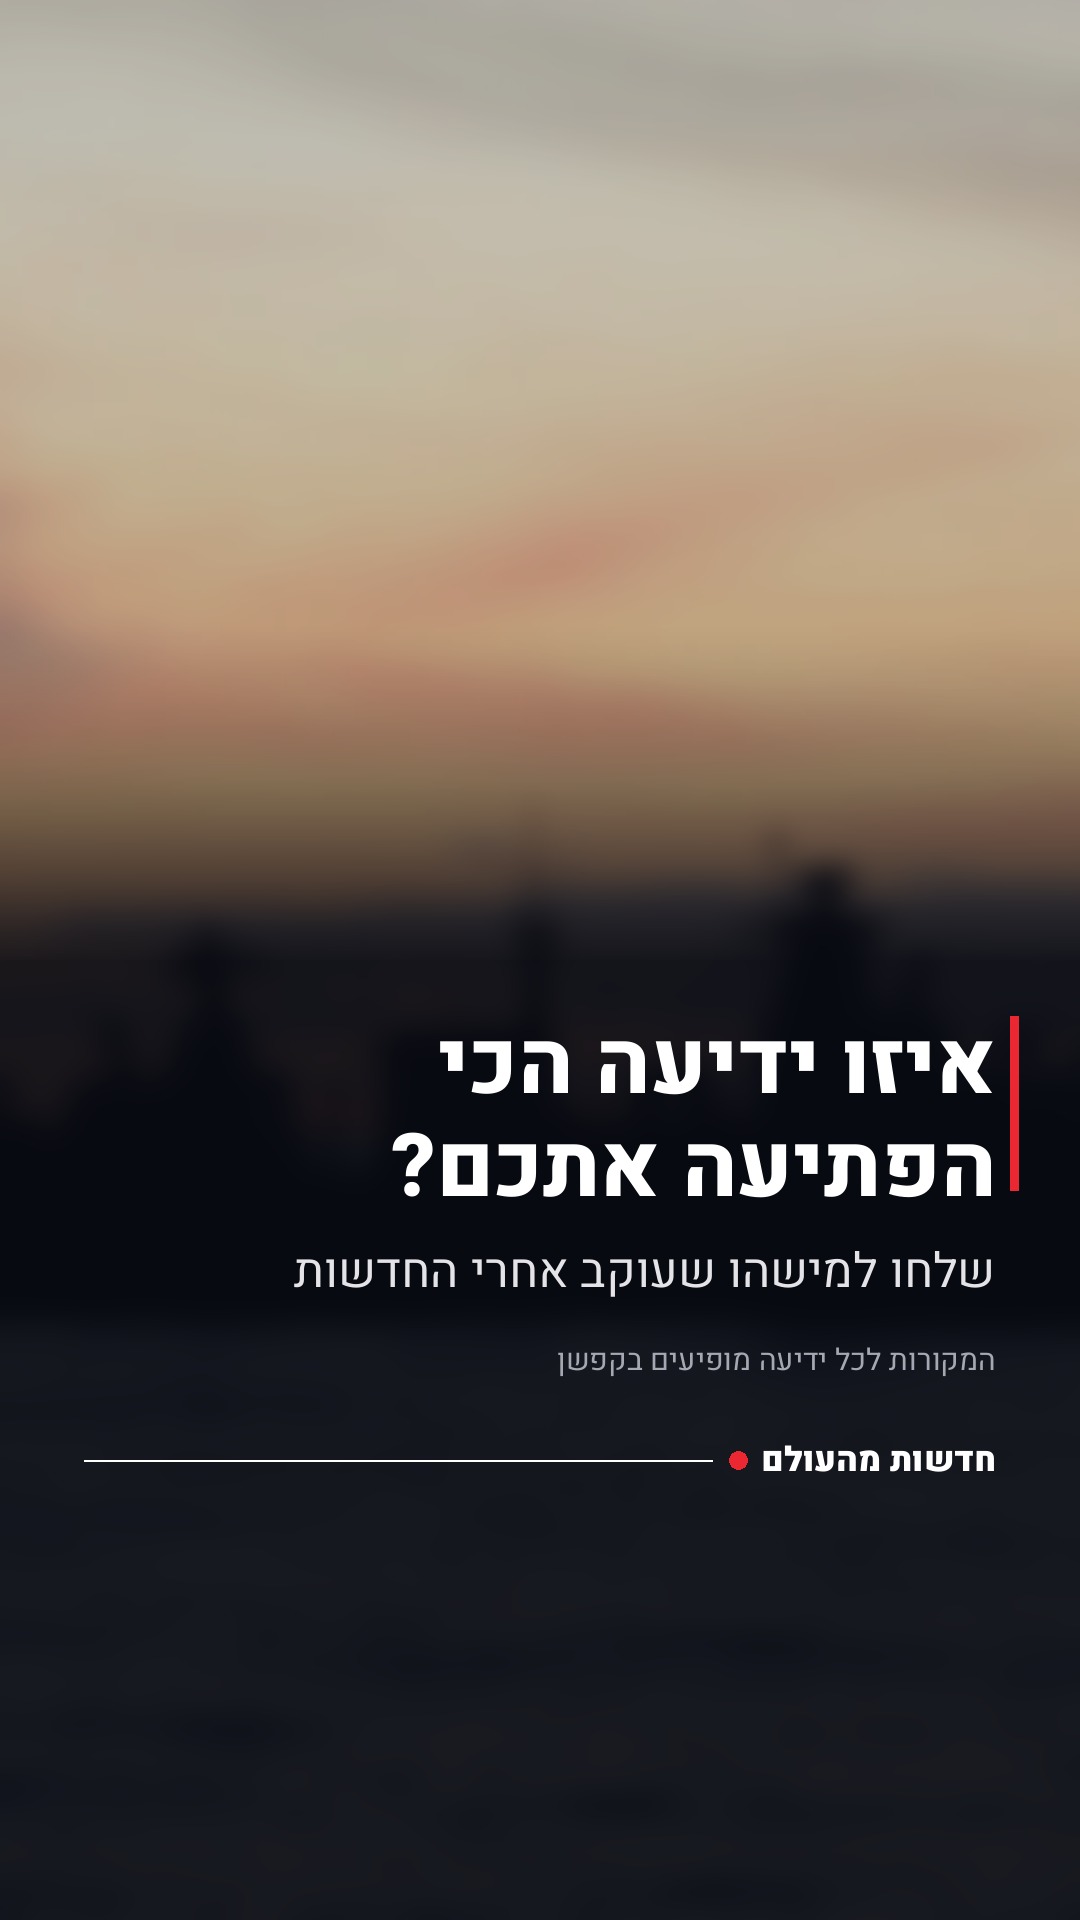 איזו ידיעה הכי
הפתיעה אתכם?
שלחו למישהו שעוקב אחרי החדשות
המקורות לכל ידיעה מופיעים בקפשן
חדשות מהעולם